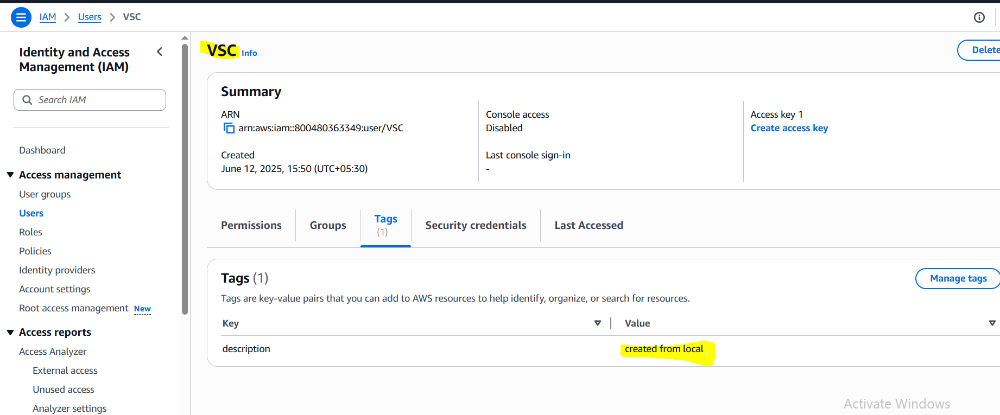 IAM > Users > VSC
Identity and Access
Management (IAM)
Search IAM
Dashboard
Access management
User groups
Users
Roles
Policies
Identity providers
Account settings
Root access management New
Access reports
Access Analyzer
External access
Unused access
Analyzer settings
VSC Info
Delete
Summary
ARN
arn:aws:iam::800480363349:user/VSC
Created
June 12, 2025, 15:50 (UTC+05:30)
Console access
Disabled
Last console sign-in
-
Access key 1
Create access key
Permissions
Groups
Tags
(1)
Security credentials
Last Accessed
Tags (1)
Manage tags
Tags are key-value pairs that you can add to AWS resources to help identify, organize, or search for resources.
Key
Value
description
created from local
Activate Windows